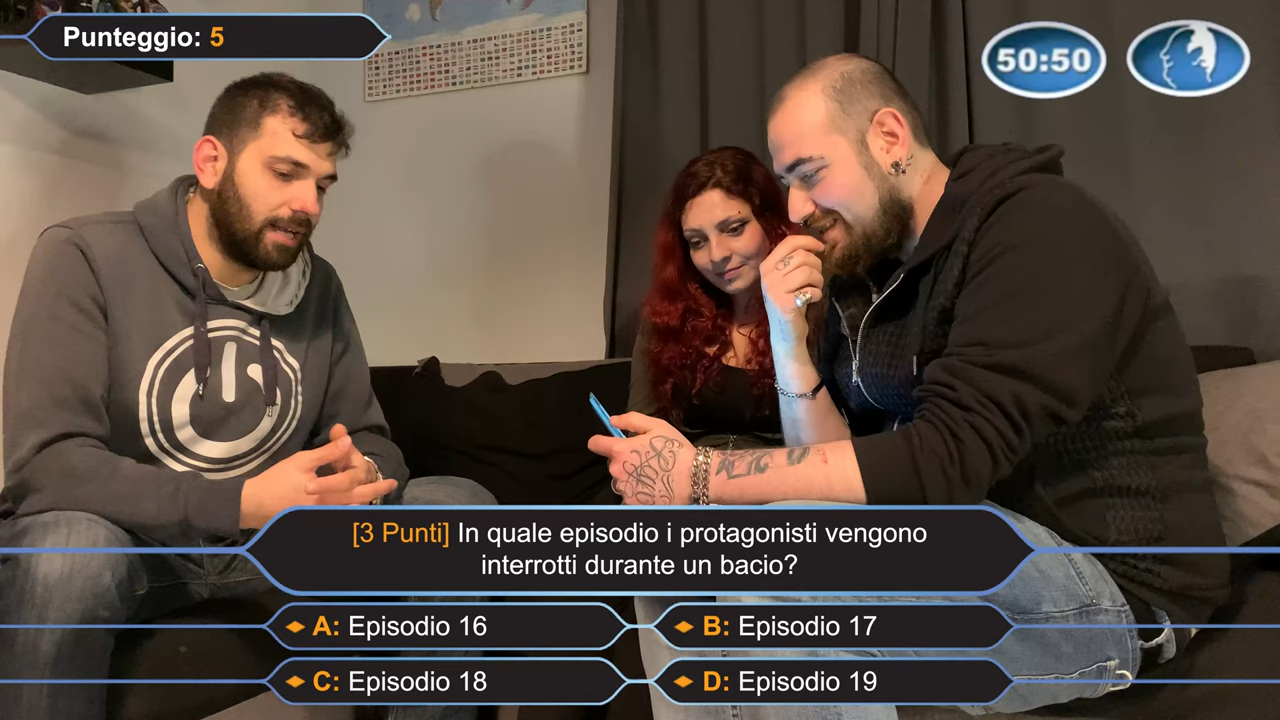 Punteggio: 5
50:50
[3 Punti] In quale episodio i protagonisti vengono
interrotti durante un bacio?
A: Episodio 16
B: Episodio 17
C: Episodio 18
D: Episodio 19